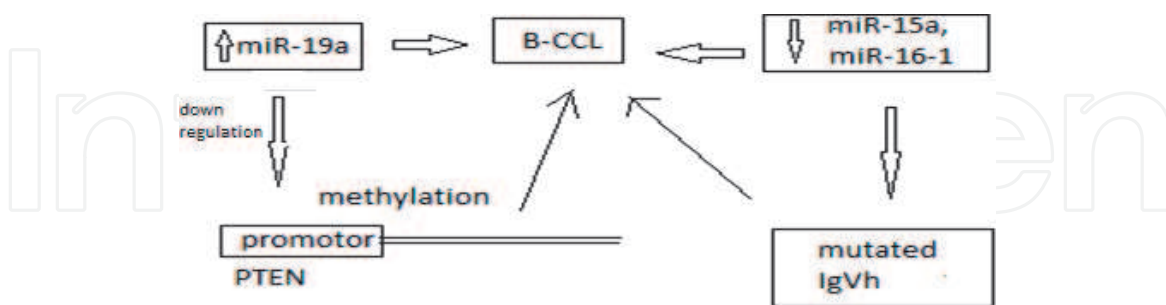 miR-19a
B-CCL
miR-15a,
miR-16-1
down
regulation
methylation
promotor
PTEN
mutated
IgVh